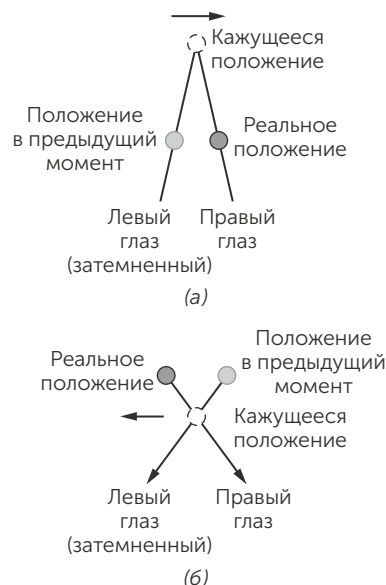 Кажущееся
положение
Положение
в предыдущий
момент
Реальное
положение
Левый
глаз
(затемненный)
Правый
глаз
(а)
Реальное
положение
Положение
в предыдущий
момент
Кажущееся
положение
Левый
глаз
(затемненный)
Правый
глаз
(б)